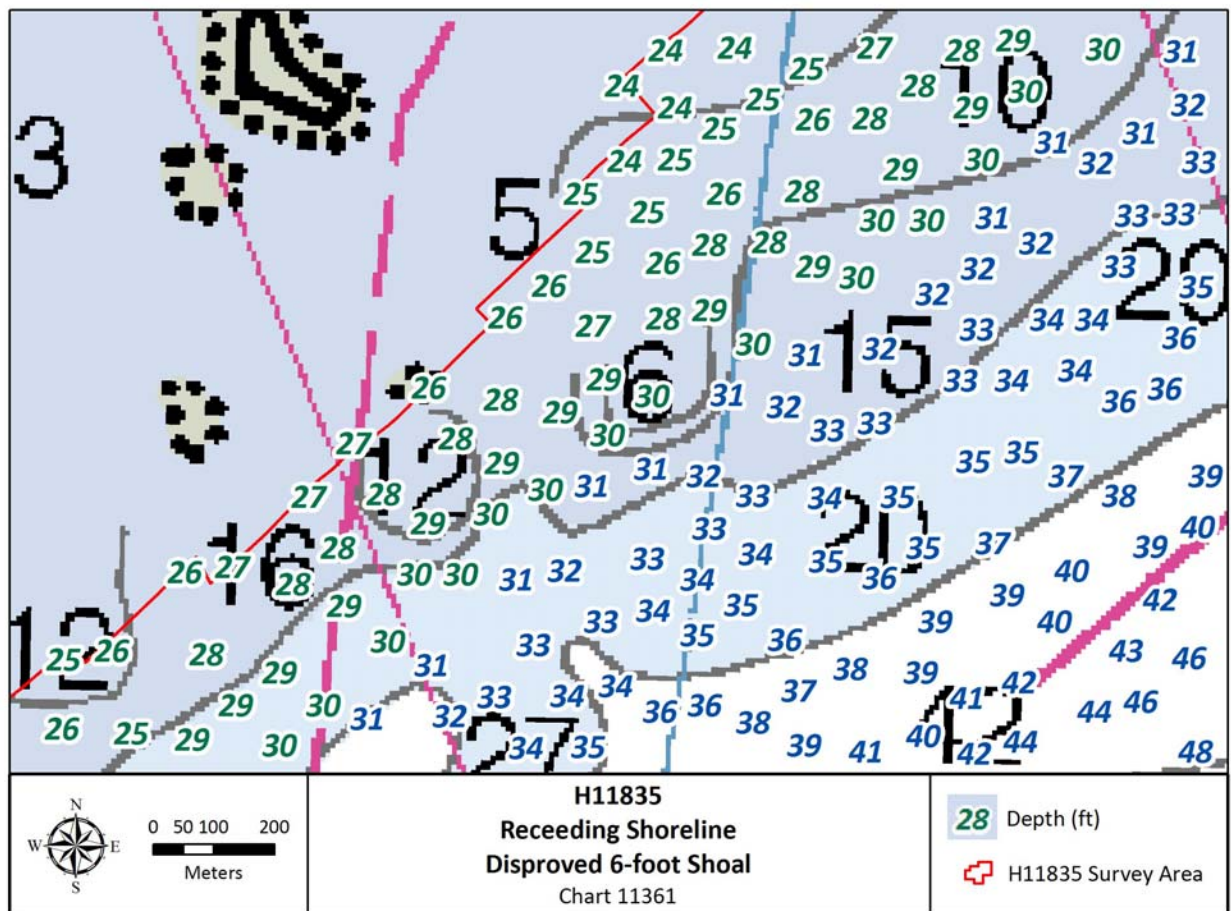 24 24 25 27 28 29 30 31
24 24 25 25 26 28 28 10 29 30 31 31 32
3 5 24 25 25 25 26 28 29 30 31 32 33
25 26 28 28 30 30 31 32 33 33 20
26 26 27 28 29 29 30 32 32 33 34 34 33 35
30 31 15 32 33 34 34 36
26 28 29 6 30 31 32 33 33 36 36
27 12 28 29 29 30 31 32 33 35 35 37 38 39
27 28 29 30 30 31 33 33 34 20 34 35 35 37 39 40
26 16 27 28 28 30 30 31 32 33 34 34 35 36 39 40 42
12 25 26 28 29 30 33 33 34 35 35 36 39 40 43 46
29 29 30 31 33 34 34 36 36 37 38 39 41 42 46
26 25 29 30 31 32 27 34 35 38 39 41 40 42 42 44 44 48
N
W E
S
0 50 100 200
Meters
H11835
Receeding Shoreline
Disproved 6-foot Shoal
Chart 11361
28 Depth (ft)
H11835 Survey Area